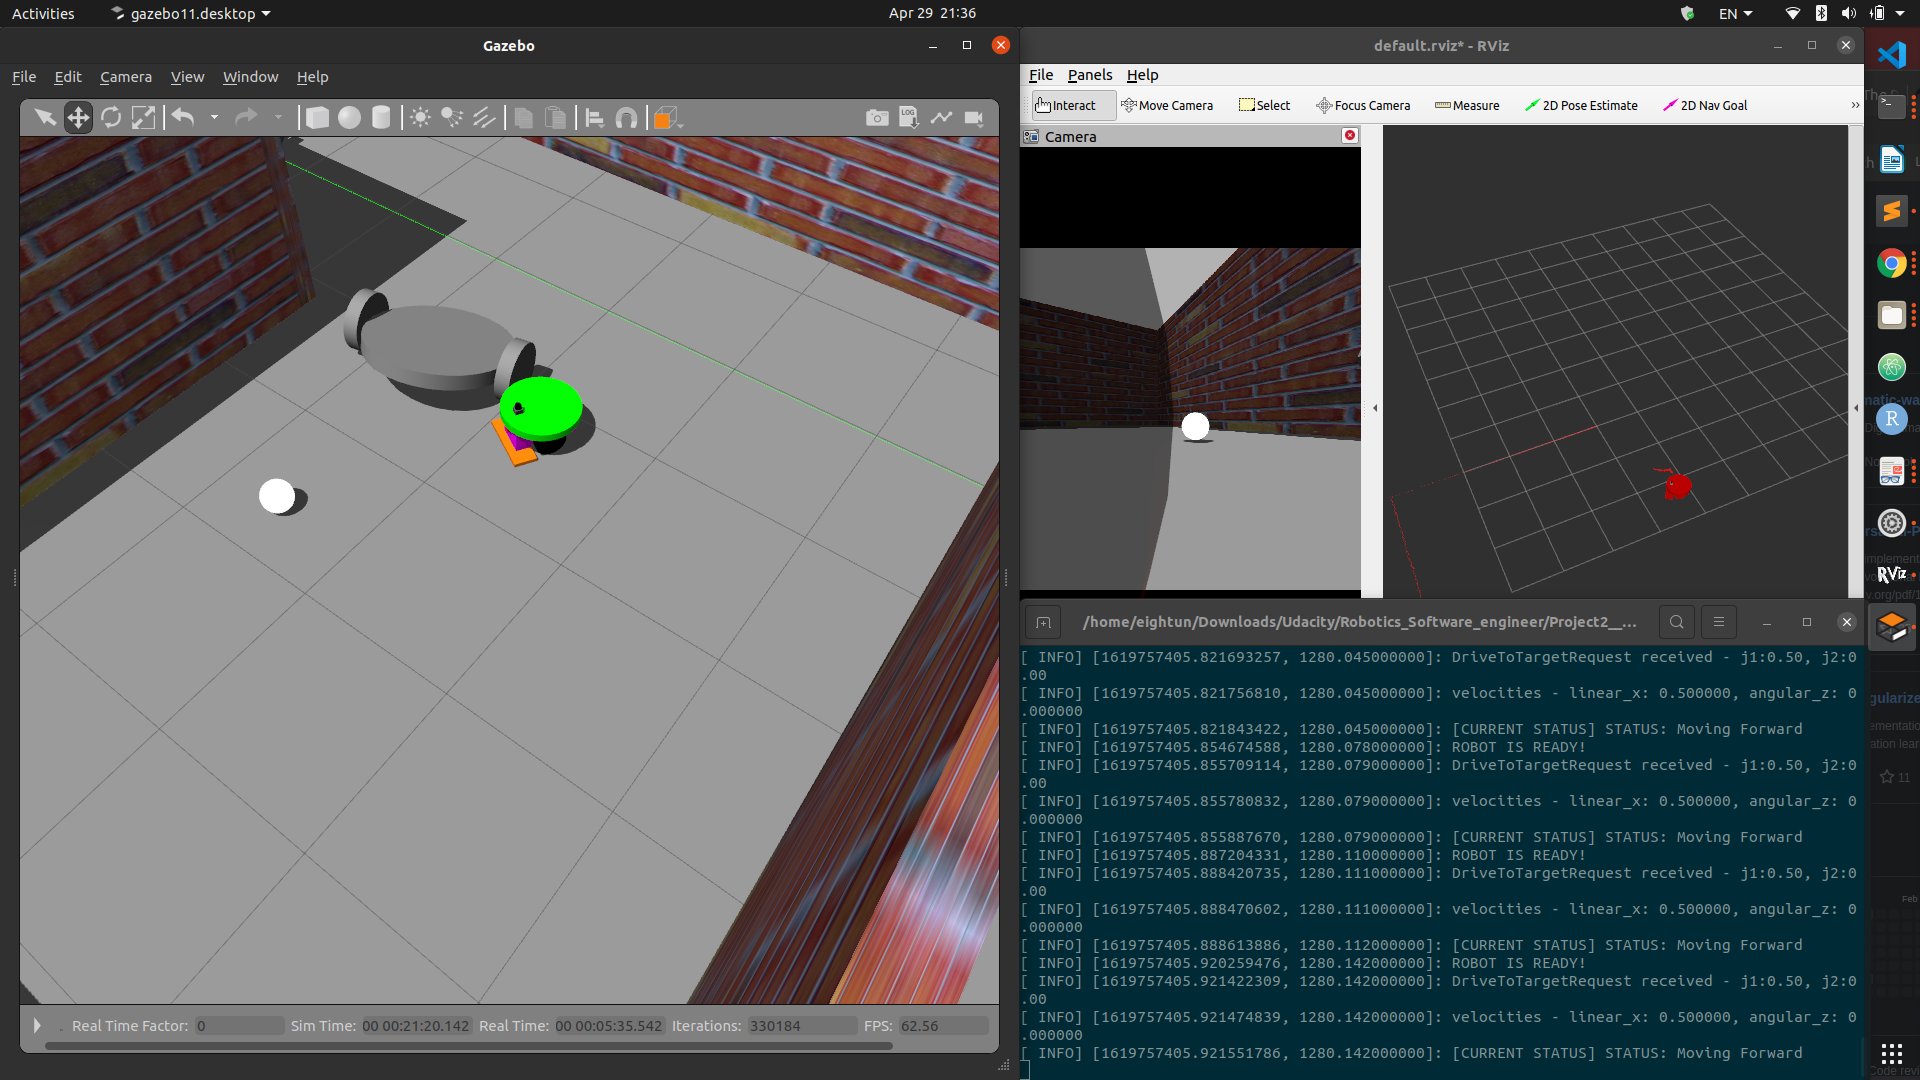 Activities
gazebo11.desktop
Apr 29 21:36
EN
Gazebo
File Edit Camera View Window Help
LOG
Real Time Factor: 0 Sim Time: 00 00:21:20.142 Real Time: 00 00:05:35.542 Iterations: 330184 FPS: 62.56
default.rviz* - RViz
File Panels Help
Interact Move Camera Select Focus Camera Measure 2D Pose Estimate 2D Nav Goal »
Camera
/home/eightun/Downloads/Udacity/Robotics_Software_engineer/Project2__...
[ INFO] [1619757405.821693257, 1280.045000000]: DriveToTargetRequest received - j1:0.50, j2:0
.00
[ INFO] [1619757405.821756810, 1280.045000000]: velocities - linear_x: 0.500000, angular_z: 0
.000000
[ INFO] [1619757405.821843422, 1280.045000000]: [CURRENT STATUS] STATUS: Moving Forward
[ INFO] [1619757405.854674588, 1280.078000000]: ROBOT IS READY!
[ INFO] [1619757405.855709114, 1280.079000000]: DriveToTargetRequest received - j1:0.50, j2:0
.00
[ INFO] [1619757405.855780832, 1280.079000000]: velocities - linear_x: 0.500000, angular_z: 0
.000000
[ INFO] [1619757405.855887670, 1280.079000000]: [CURRENT STATUS] STATUS: Moving Forward
[ INFO] [1619757405.887204331, 1280.110000000]: ROBOT IS READY!
[ INFO] [1619757405.888420735, 1280.111000000]: DriveToTargetRequest received - j1:0.50, j2:0
.00
[ INFO] [1619757405.888470602, 1280.111000000]: velocities - linear_x: 0.500000, angular_z: 0
.000000
[ INFO] [1619757405.888613886, 1280.112000000]: [CURRENT STATUS] STATUS: Moving Forward
[ INFO] [1619757405.920259476, 1280.142000000]: ROBOT IS READY!
[ INFO] [1619757405.921422309, 1280.142000000]: DriveToTargetRequest received - j1:0.50, j2:0
.00
[ INFO] [1619757405.921474839, 1280.142000000]: velocities - linear_x: 0.500000, angular_z: 0
.000000
[ INFO] [1619757405.921551786, 1280.142000000]: [CURRENT STATUS] STATUS: Moving Forward
R
RViz
11
Feb